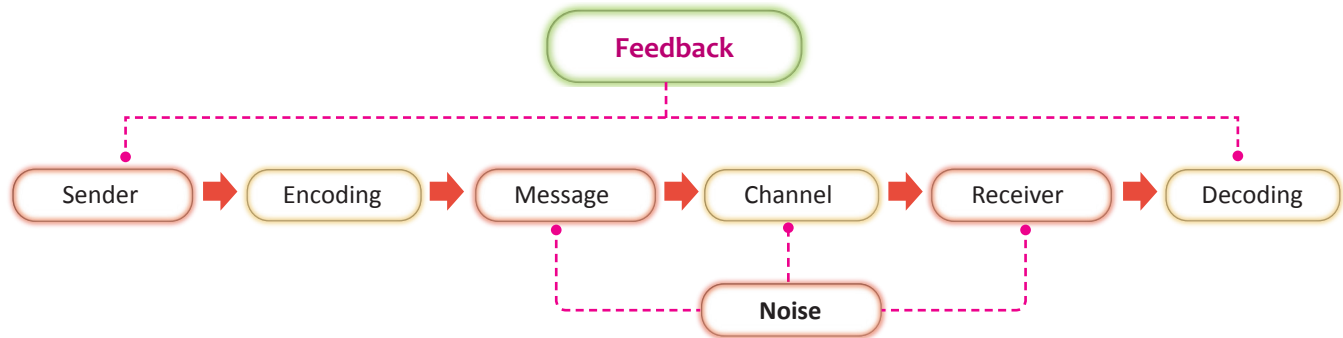 Feedback
Sender
Encoding
Message
Channel
Receiver
Decoding
Noise